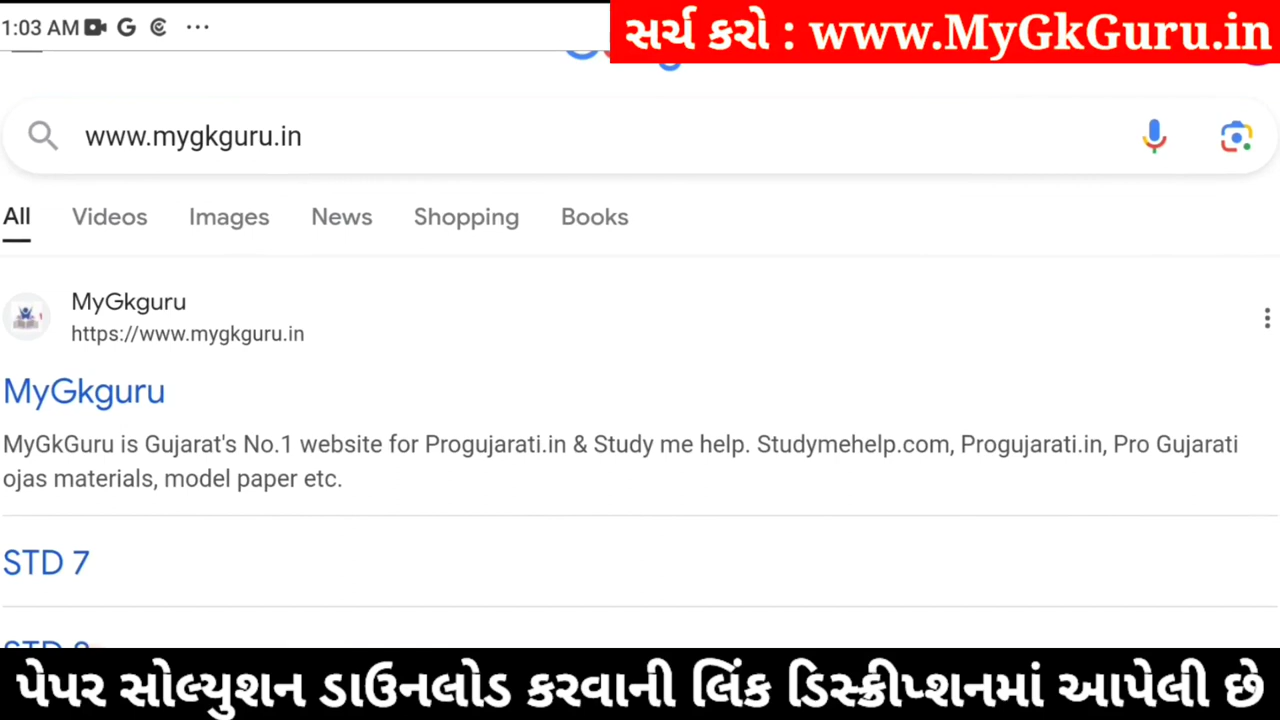 1:03 AM
સર્ચ કરો : www.MyGkGuru.in
www.mygkguru.in
All Videos Images News Shopping Books
MyGkguru
https://www.mygkguru.in
MyGkguru
MyGkGuru is Gujarat's No.1 website for Progujarati.in & Study me help. Studymehelp.com, Progujarati.in, Pro Gujarati
ojas materials, model paper etc.
STD 7
પેપર સોલ્યુશન ડાઉનલોડ કરવાની લિંક ડિસ્ક્રીપ્શનમાં આપેલી છે